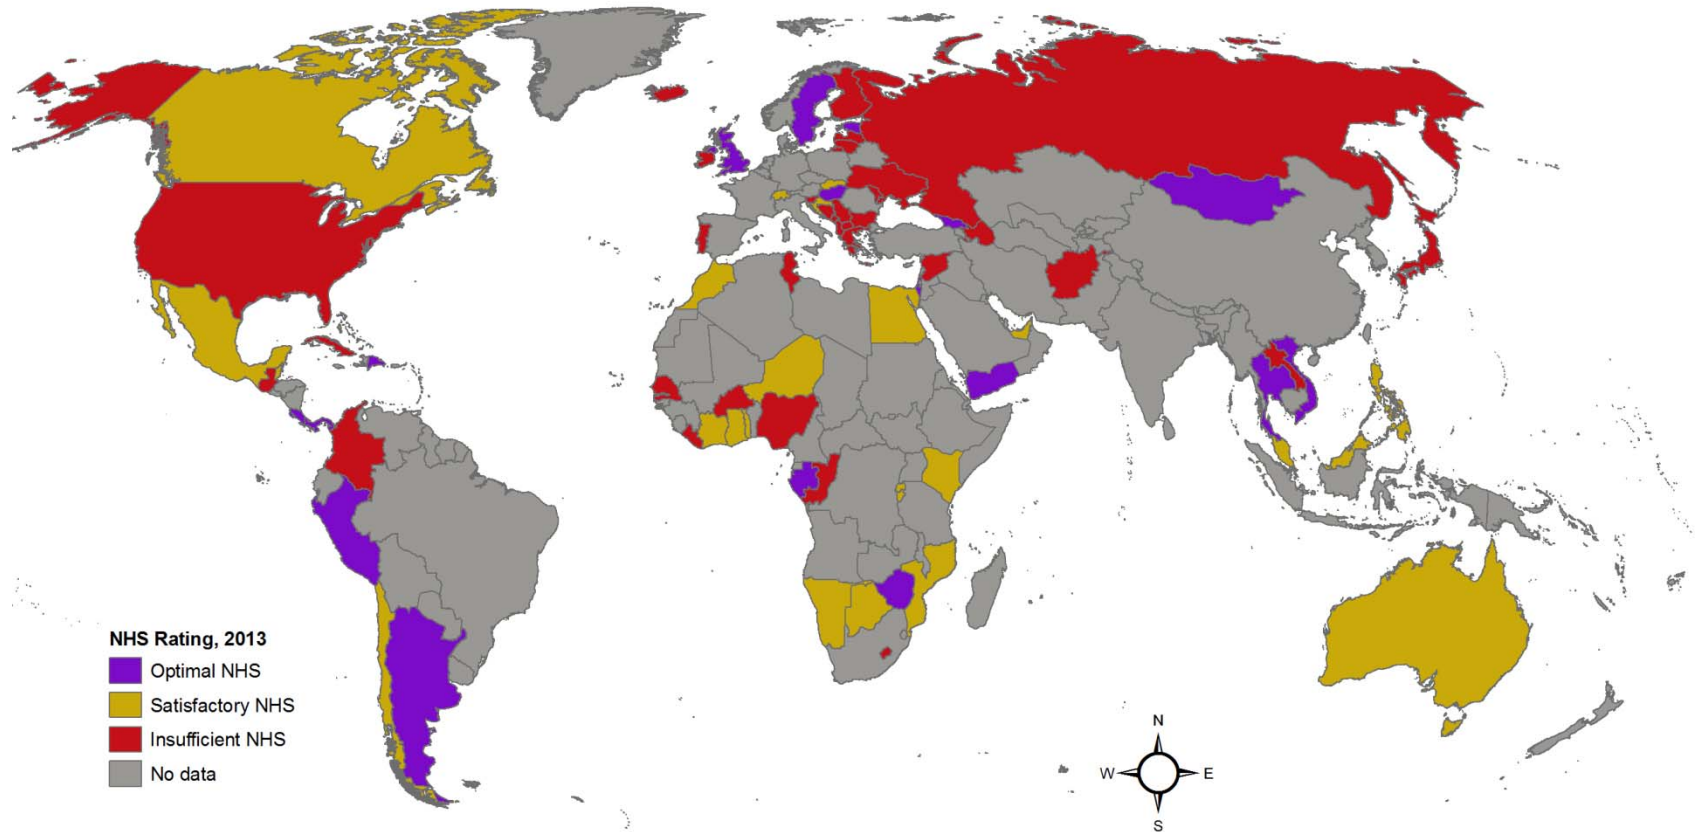 NHS Rating, 2013
Optimal NHS
Satisfactory NHS
Insufficient NHS
No data
N
W
E
S